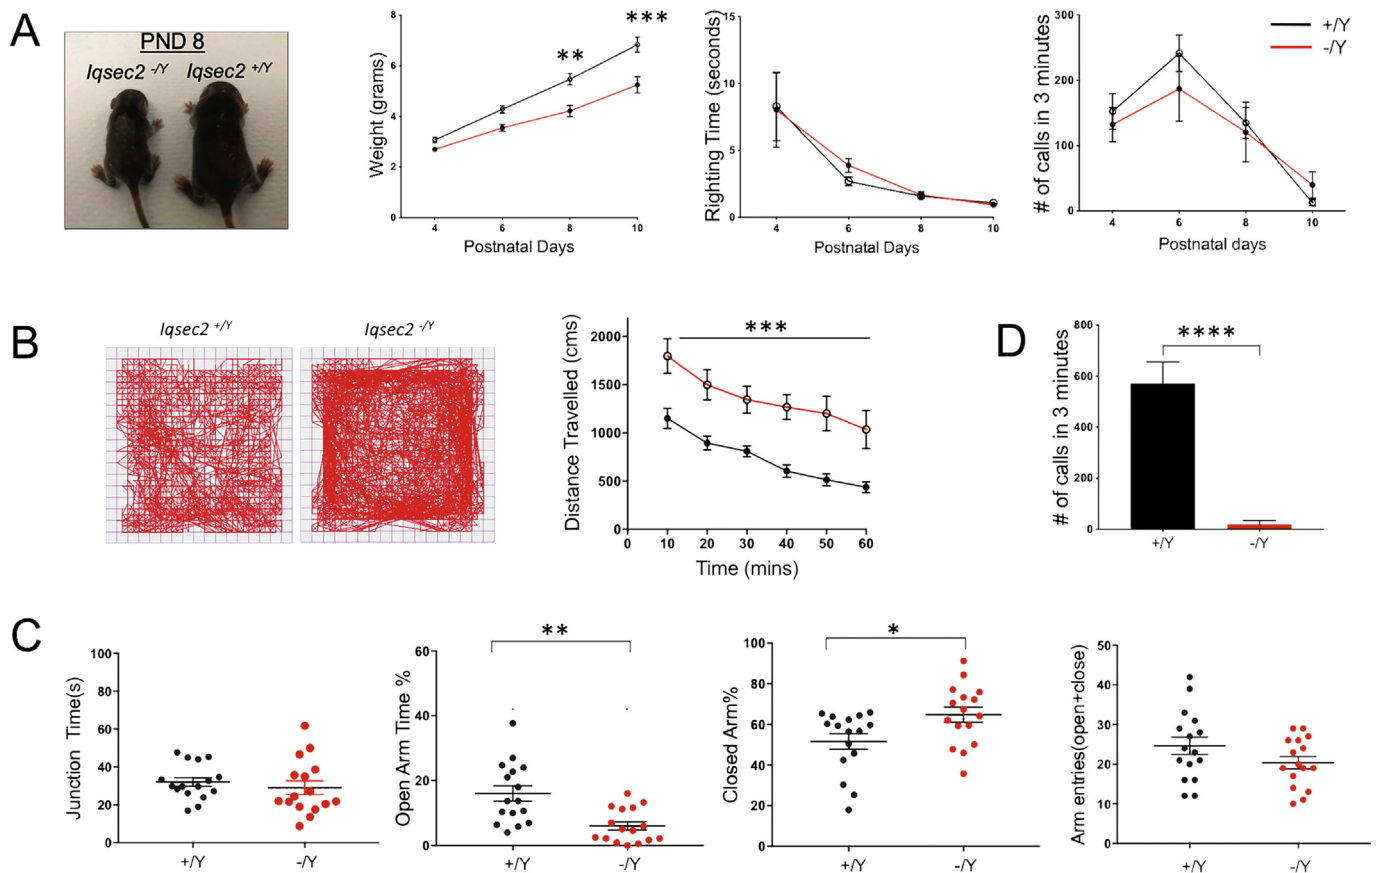 A
PND 8
Iqsec2 -/Y Iqsec2 +/Y
Weight (grams)
8
6
4
2
0
**
***
4 6 8 10
Postnatal Days
Righting Time (seconds)
15
10
5
0
4 6 8 10
Postnatal Days
# of calls in 3 minutes
300
200
100
0
+/Y
-/Y
4 6 8 10
Postnatal days
B
Iqsec2 +/Y Iqsec2 -/Y
Distance Travelled (cms)
2000
1500
1000
500
0
***
0 10 20 30 40 50 60
Time (mins)
D
# of calls in 3 minutes
800
600
400
200
0
****
+/Y -/Y
C
Junction Time(s)
100
80
60
40
20
0
+/Y -/Y
Open Arm Time %
60
40
20
0
**
+/Y -/Y
Closed Arm%
100
80
60
40
20
0
*
+/Y -/Y
Arm entries(open+close)
50
40
30
20
10
0
+/Y -/Y